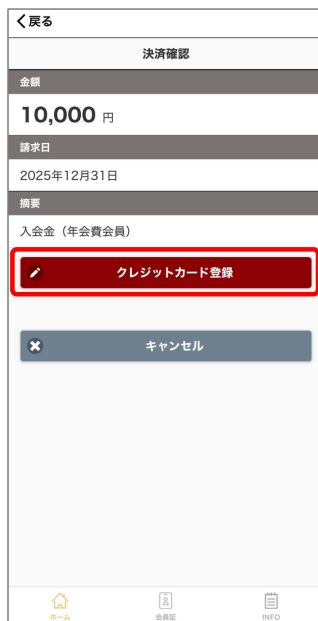 戻る
決済確認
金額
10,000 円
請求日
2025年12月31日
摘要
入会金（年会費会員）
クレジットカード登録
キャンセル
ホーム 会員証 INFO